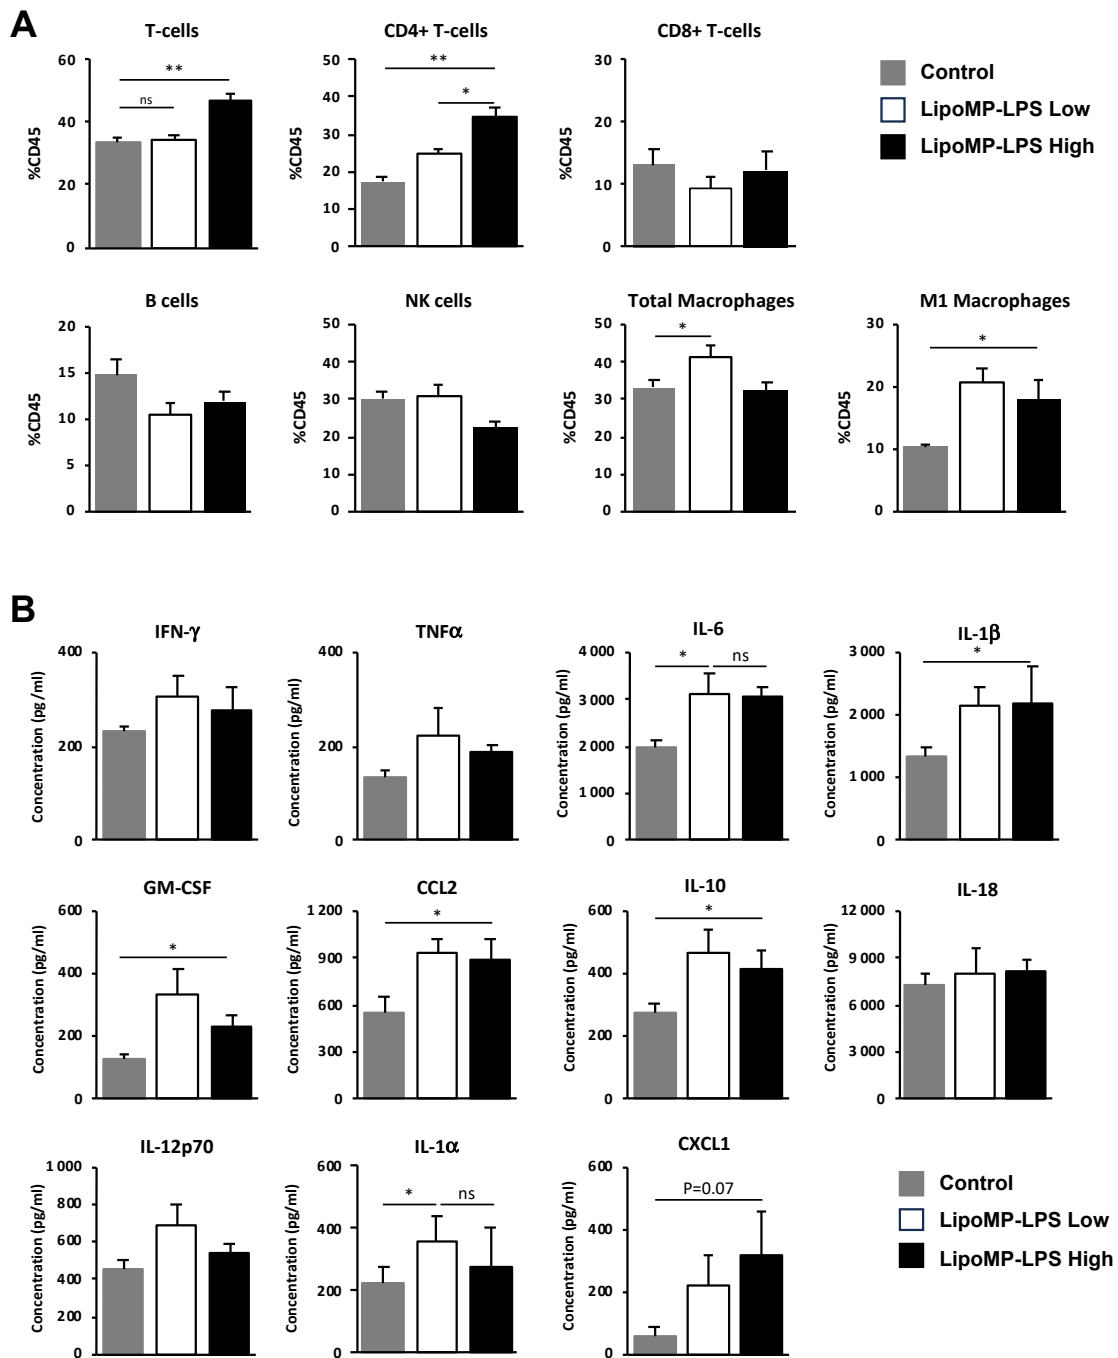 A
T-cells
%CD45
60
40
20
0
**
ns
CD4+ T-cells
%CD45
50
40
30
20
10
0
**
*
CD8+ T-cells
%CD45
30
20
10
0
Control
LipoMP-LPS Low
LipoMP-LPS High
B cells
%CD45
20
15
10
5
0
NK cells
%CD45
50
40
30
20
10
0
Total Macrophages
%CD45
50
40
30
20
10
0
*
M1 Macrophages
%CD45
30
20
10
0
*
B
IFN-γ
Concentration (pg/ml)
400
200
0
TNFα
Concentration (pg/ml)
400
200
0
IL-6
Concentration (pg/ml)
4 000
3 000
2 000
1 000
0
*
ns
IL-1β
Concentration (pg/ml)
3 000
2 000
1 000
0
*
GM-CSF
Concentration (pg/ml)
600
400
200
0
*
CCL2
Concentration (pg/ml)
1 200
900
600
300
0
*
IL-10
Concentration (pg/ml)
600
400
200
0
*
IL-18
Concentration (pg/ml)
12 000
9 000
6 000
3 000
0
IL-12p70
Concentration (pg/ml)
1 000
800
600
400
200
0
IL-1α
Concentration (pg/ml)
600
400
200
0
*
ns
CXCL1
Concentration (pg/ml)
600
400
200
0
P=0.07
Control
LipoMP-LPS Low
LipoMP-LPS High